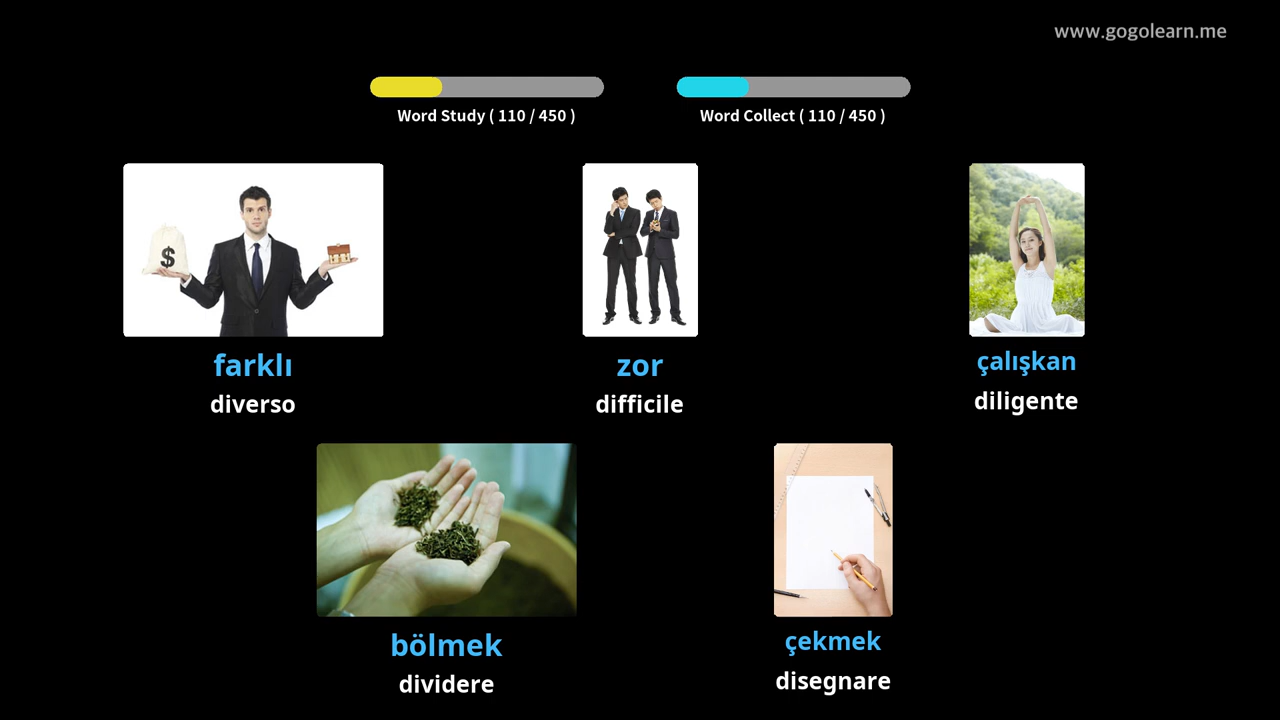 www.gogolearn.me
Word Study ( 110 / 450 )
Word Collect ( 110 / 450 )
$
farklı
diverso
zor
difficile
çalışkan
diligente
bölmek
dividere
çekmek
disegnare